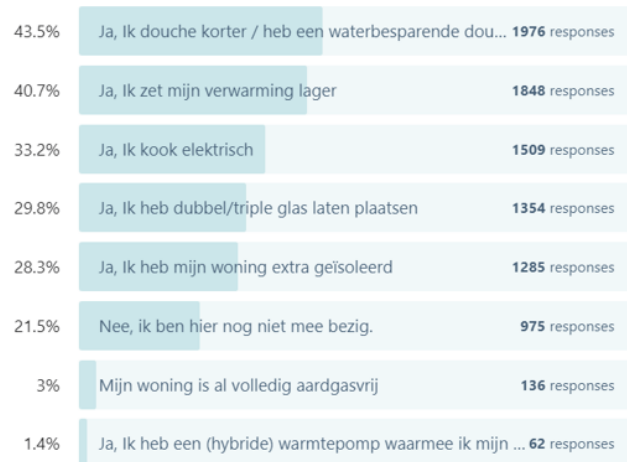 43.5% Ja, Ik douche korter / heb een waterbesparende dou... 1976 responses
40.7% Ja, Ik zet mijn verwarming lager 1848 responses
33.2% Ja, Ik kook elektrisch 1509 responses
29.8% Ja, Ik heb dubbel/triple glas laten plaatsen 1354 responses
28.3% Ja, Ik heb mijn woning extra geïsoleerd 1285 responses
21.5% Nee, ik ben hier nog niet mee bezig. 975 responses
3% Mijn woning is al volledig aardgasvrij 136 responses
1.4% Ja, Ik heb een (hybride) warmtepomp waarmee ik mijn ... 62 responses